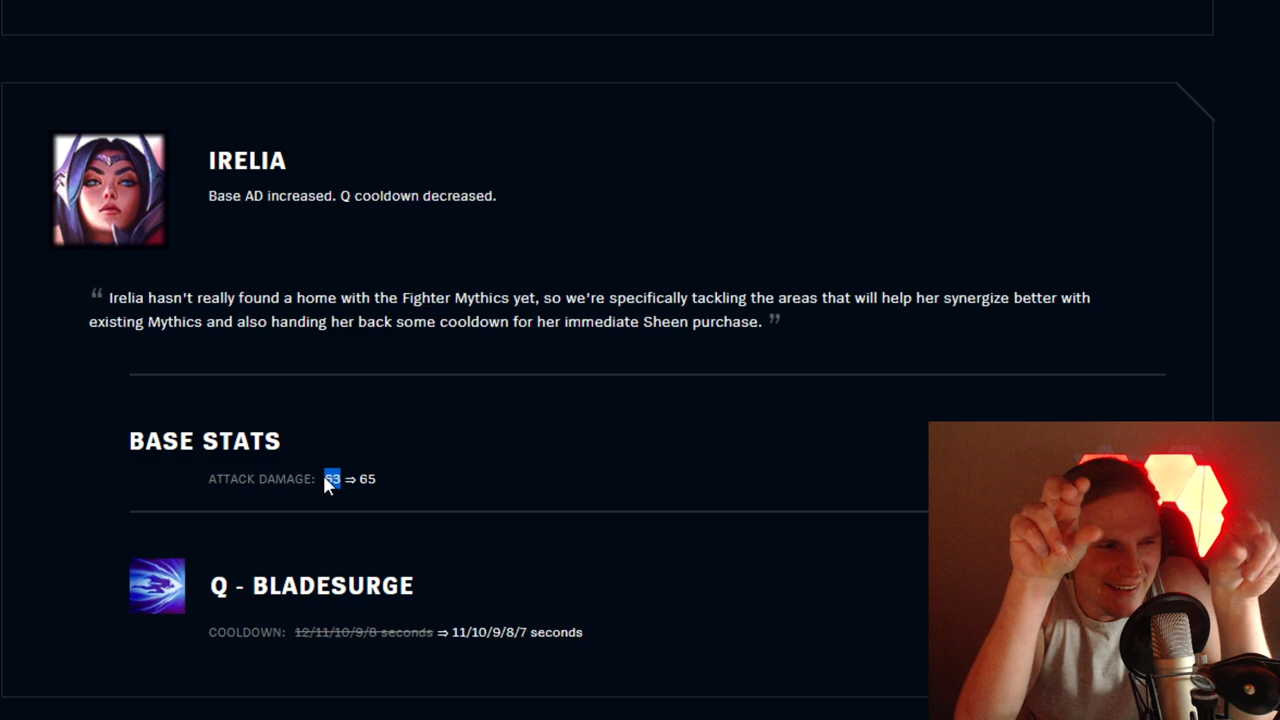 IRELIA
Base AD increased. Q cooldown decreased.
“ Irelia hasn't really found a home with the Fighter Mythics yet, so we're specifically tackling the areas that will help her synergize better with
existing Mythics and also handing her back some cooldown for her immediate Sheen purchase. ”
BASE STATS
ATTACK DAMAGE: 63 ⇒ 65
Q - BLADESURGE
COOLDOWN: 12/11/10/9/8 seconds ⇒ 11/10/9/8/7 seconds